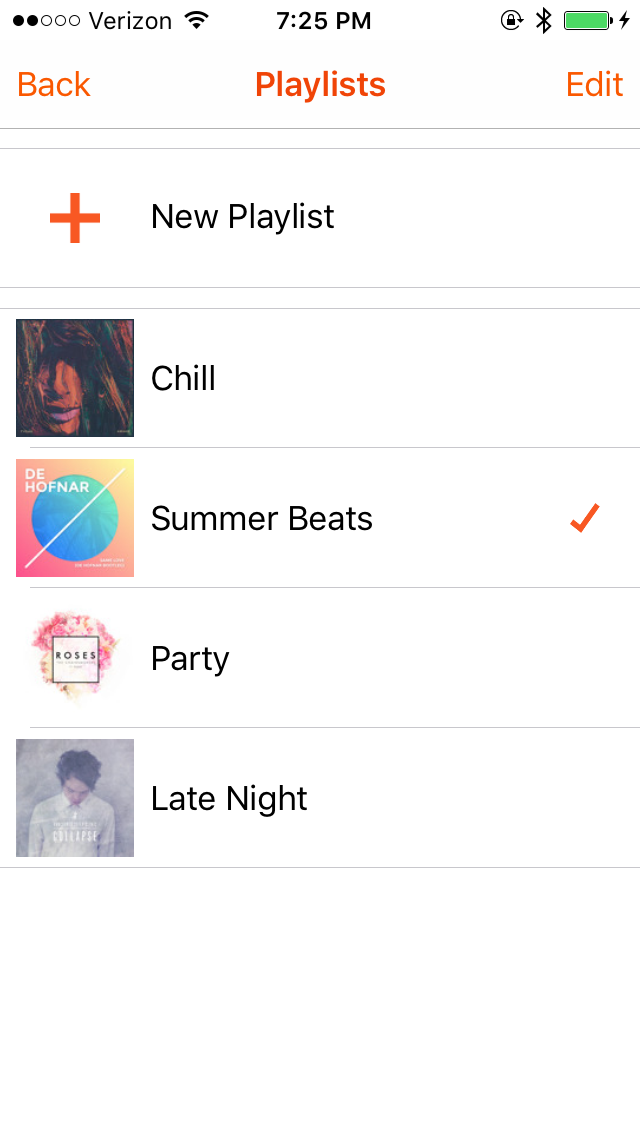 Verizon 7:25 PM
Back Playlists Edit
New Playlist
Chill
DE
HOFNAR
Summer Beats
ROSES
Party
COLLAPSE
Late Night